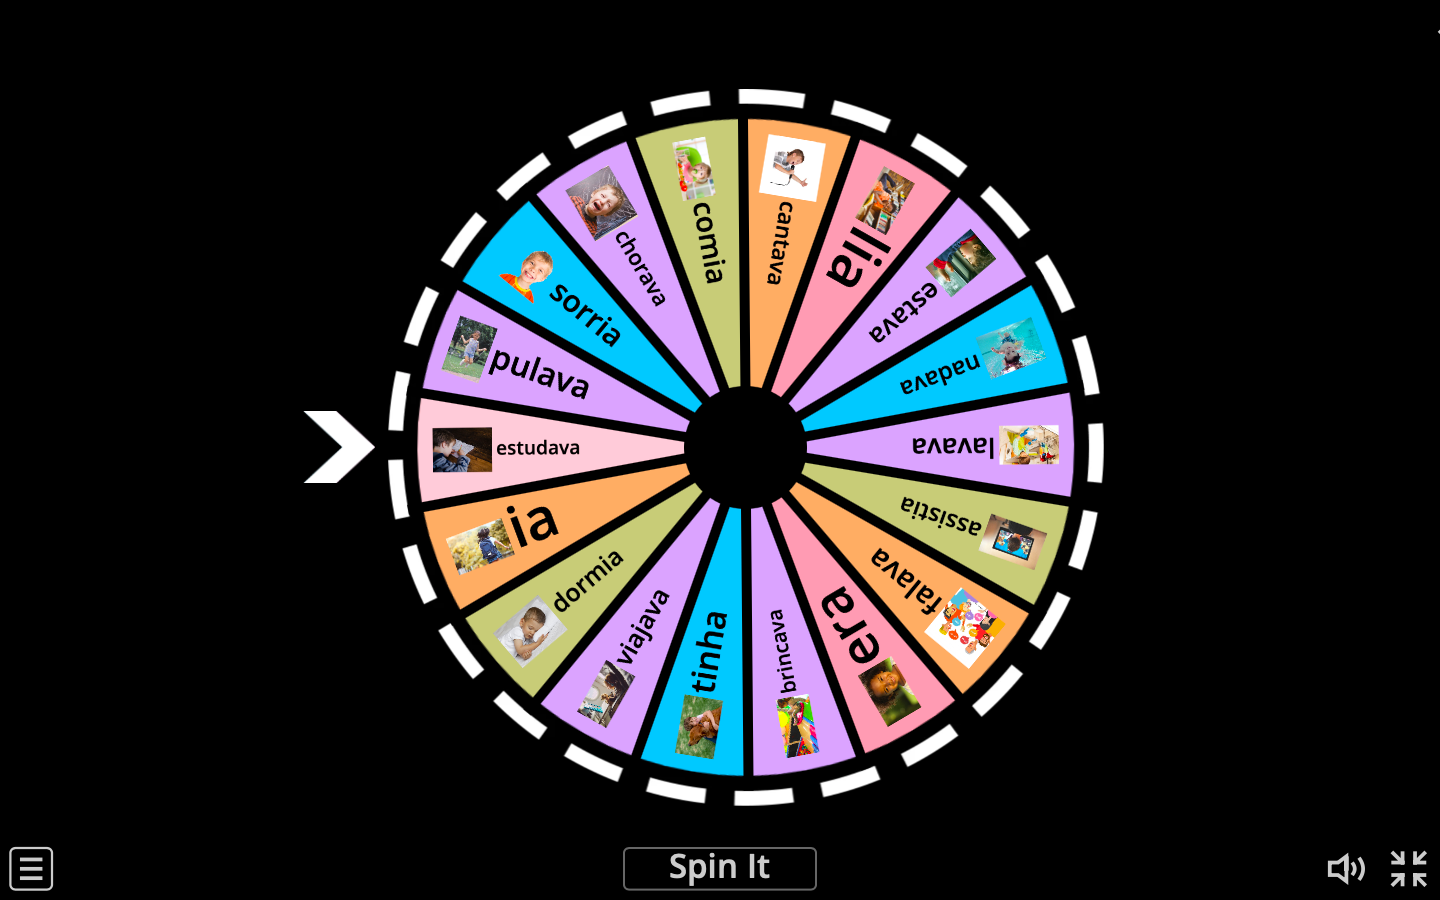 cantava
lia
estava
nadava
lavava
assistia
falava
era
brincava
tinha
viajava
dormia
ia
estudava
pulava
sorria
chorava
comia
Spin It